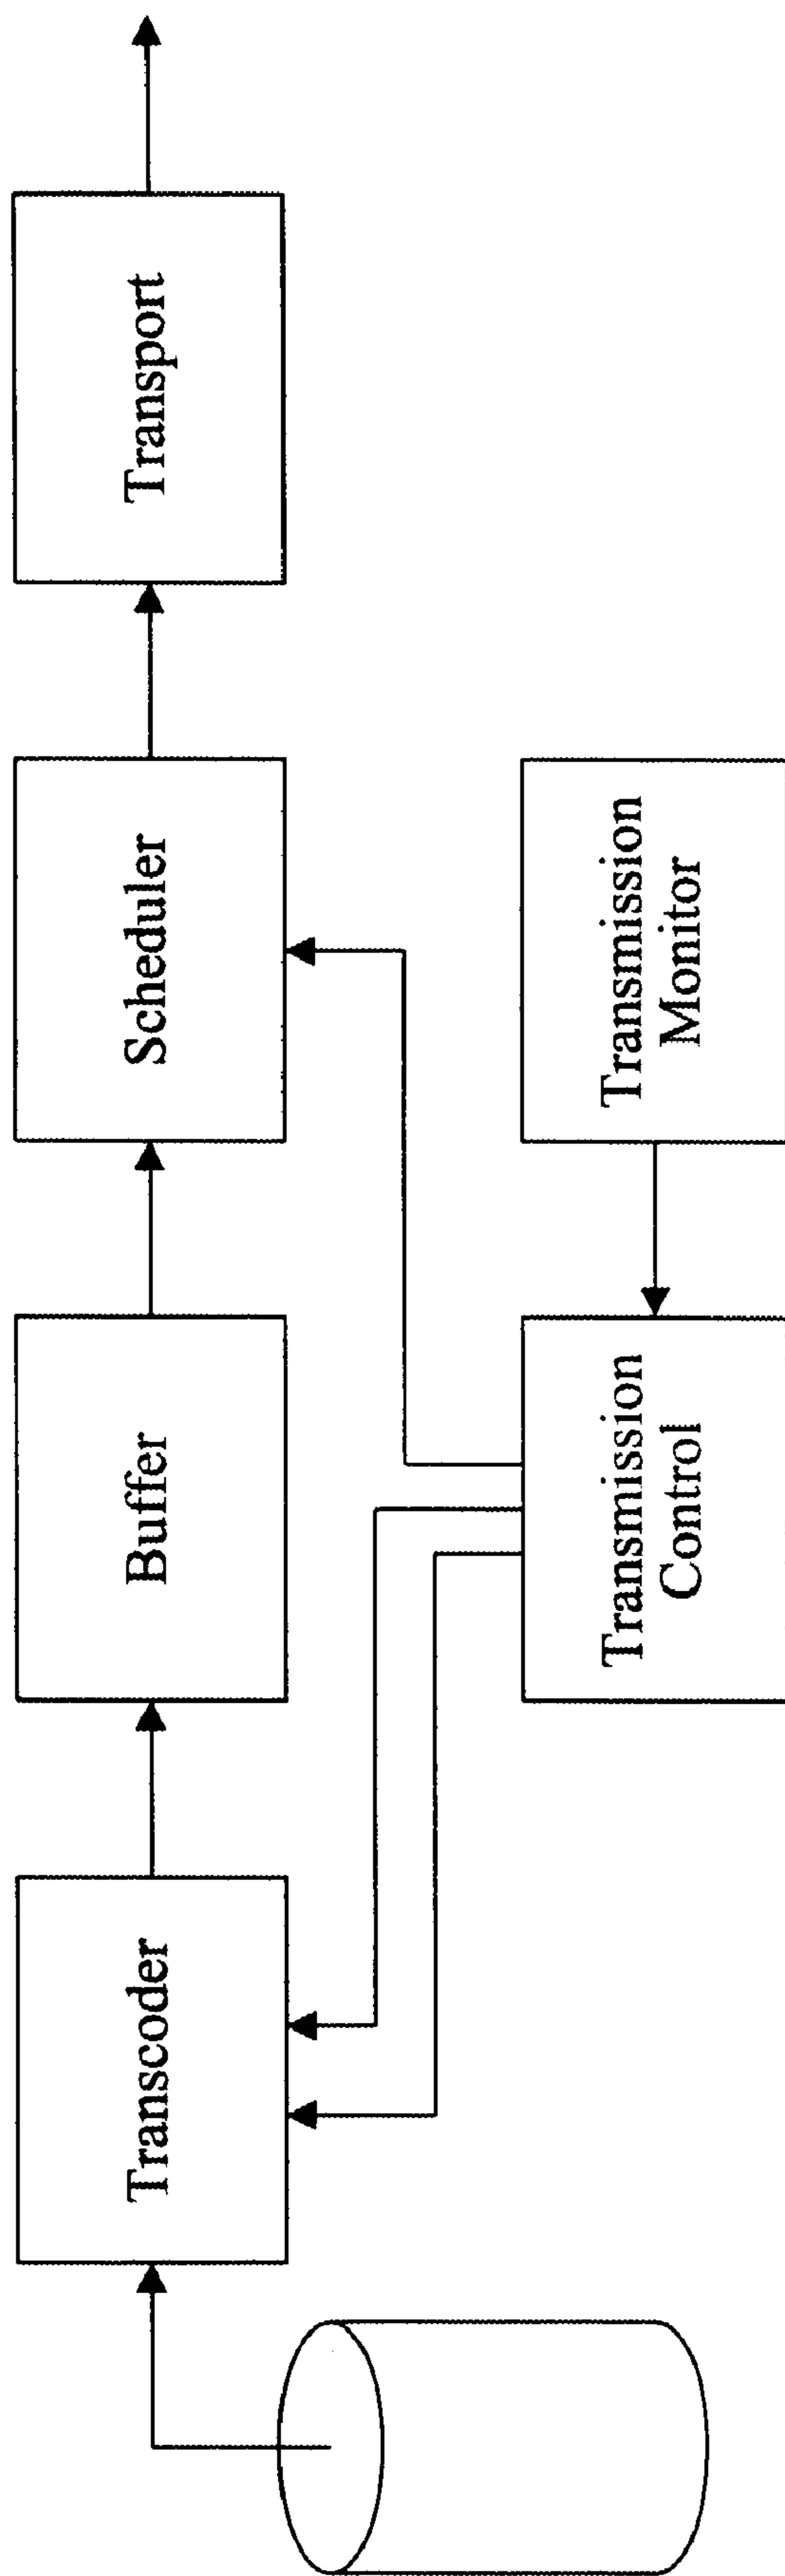 Transcoder
Buffer
Scheduler
Transport
Transmission
Control
Transmission
Monitor